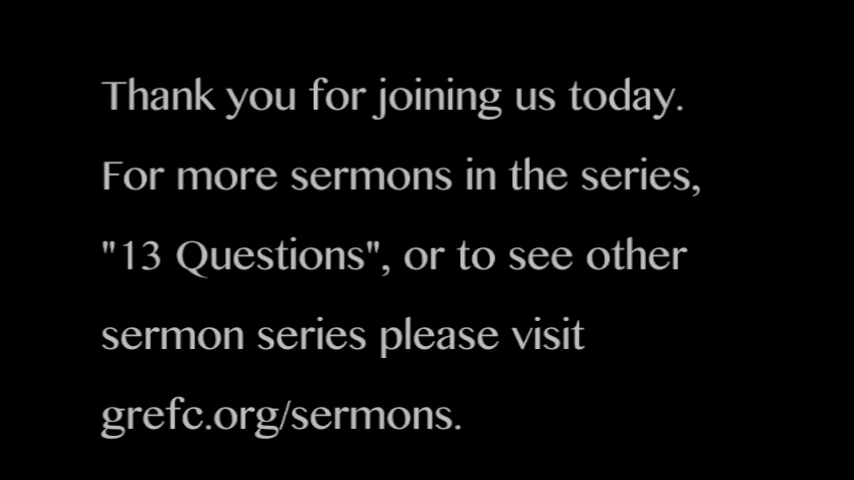 Thank you for joining us today.
For more sermons in the series,
"13 Questions", or to see other
sermon series please visit
grefc.org/sermons.